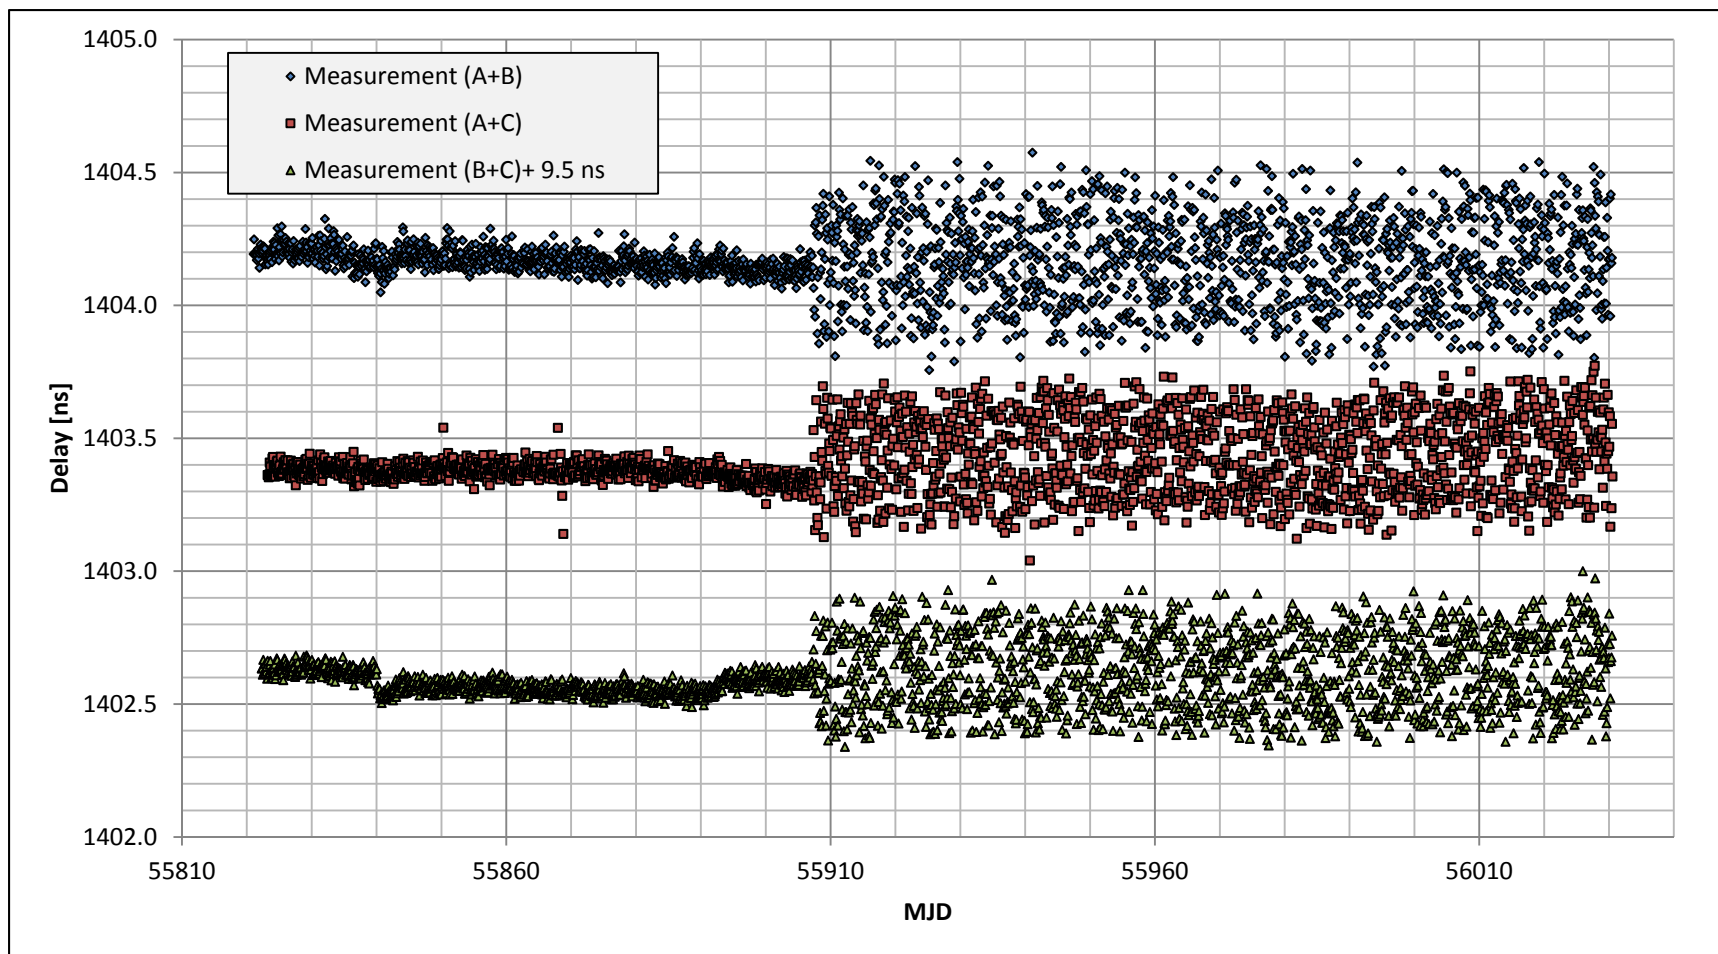 1405.0
Measurement (A+B)
Measurement (A+C)
Measurement (B+C)+ 9.5 ns
1404.5
1404.0
1403.5
1403.0
1402.5
1402.0
Delay [ns]
55810
55860
55910
55960
56010
MJD